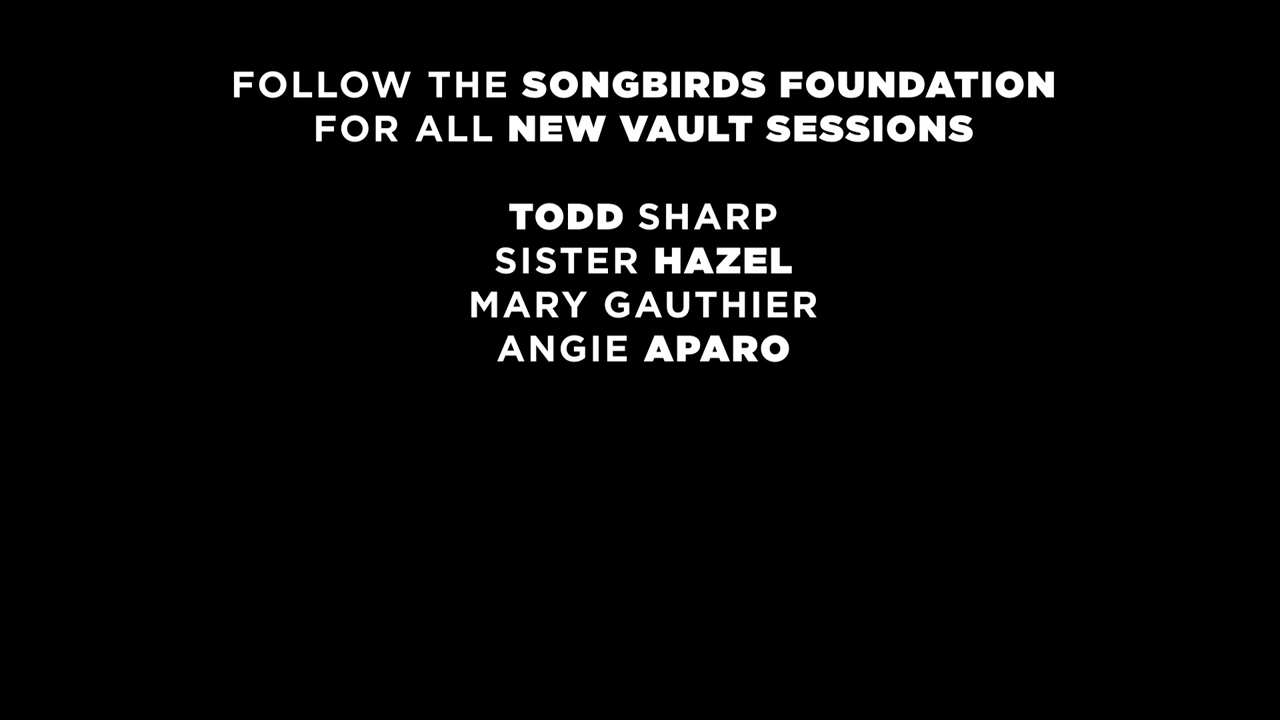 FOLLOW THE SONGBIRDS FOUNDATION
FOR ALL NEW VAULT SESSIONS
TODD SHARP
SISTER HAZEL
MARY GAUTHIER
ANGIE APARO